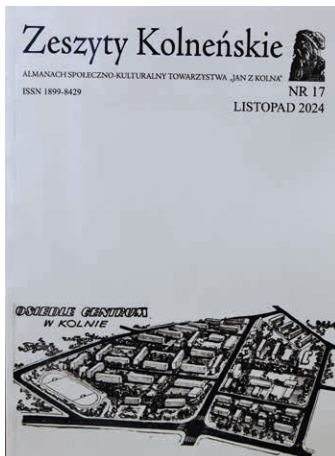 Zeszyty Kolneńskie
ALMANACH SPOŁECZNO-KULTURALNY TOWARZYSTWA „JAN Z KOLNA”
ISSN 1899-8429
NR 17
LISTOPAD 2024
OSIEDLE CENTRUM
W KOLNIE